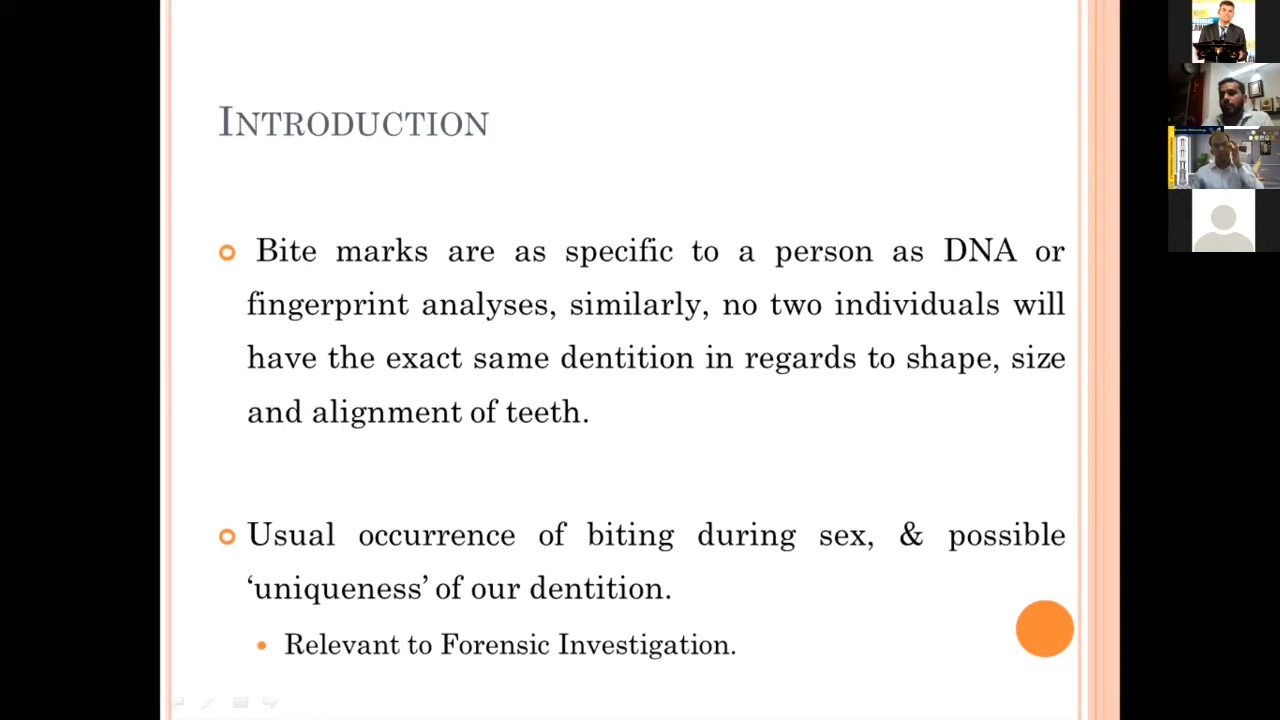 INTRODUCTION
Bite marks are as specific to a person as DNA or
fingerprint analyses, similarly, no two individuals will
have the exact same dentition in regards to shape, size
and alignment of teeth.
Usual occurrence of biting during sex, & possible
‘uniqueness’ of our dentition.
Relevant to Forensic Investigation.